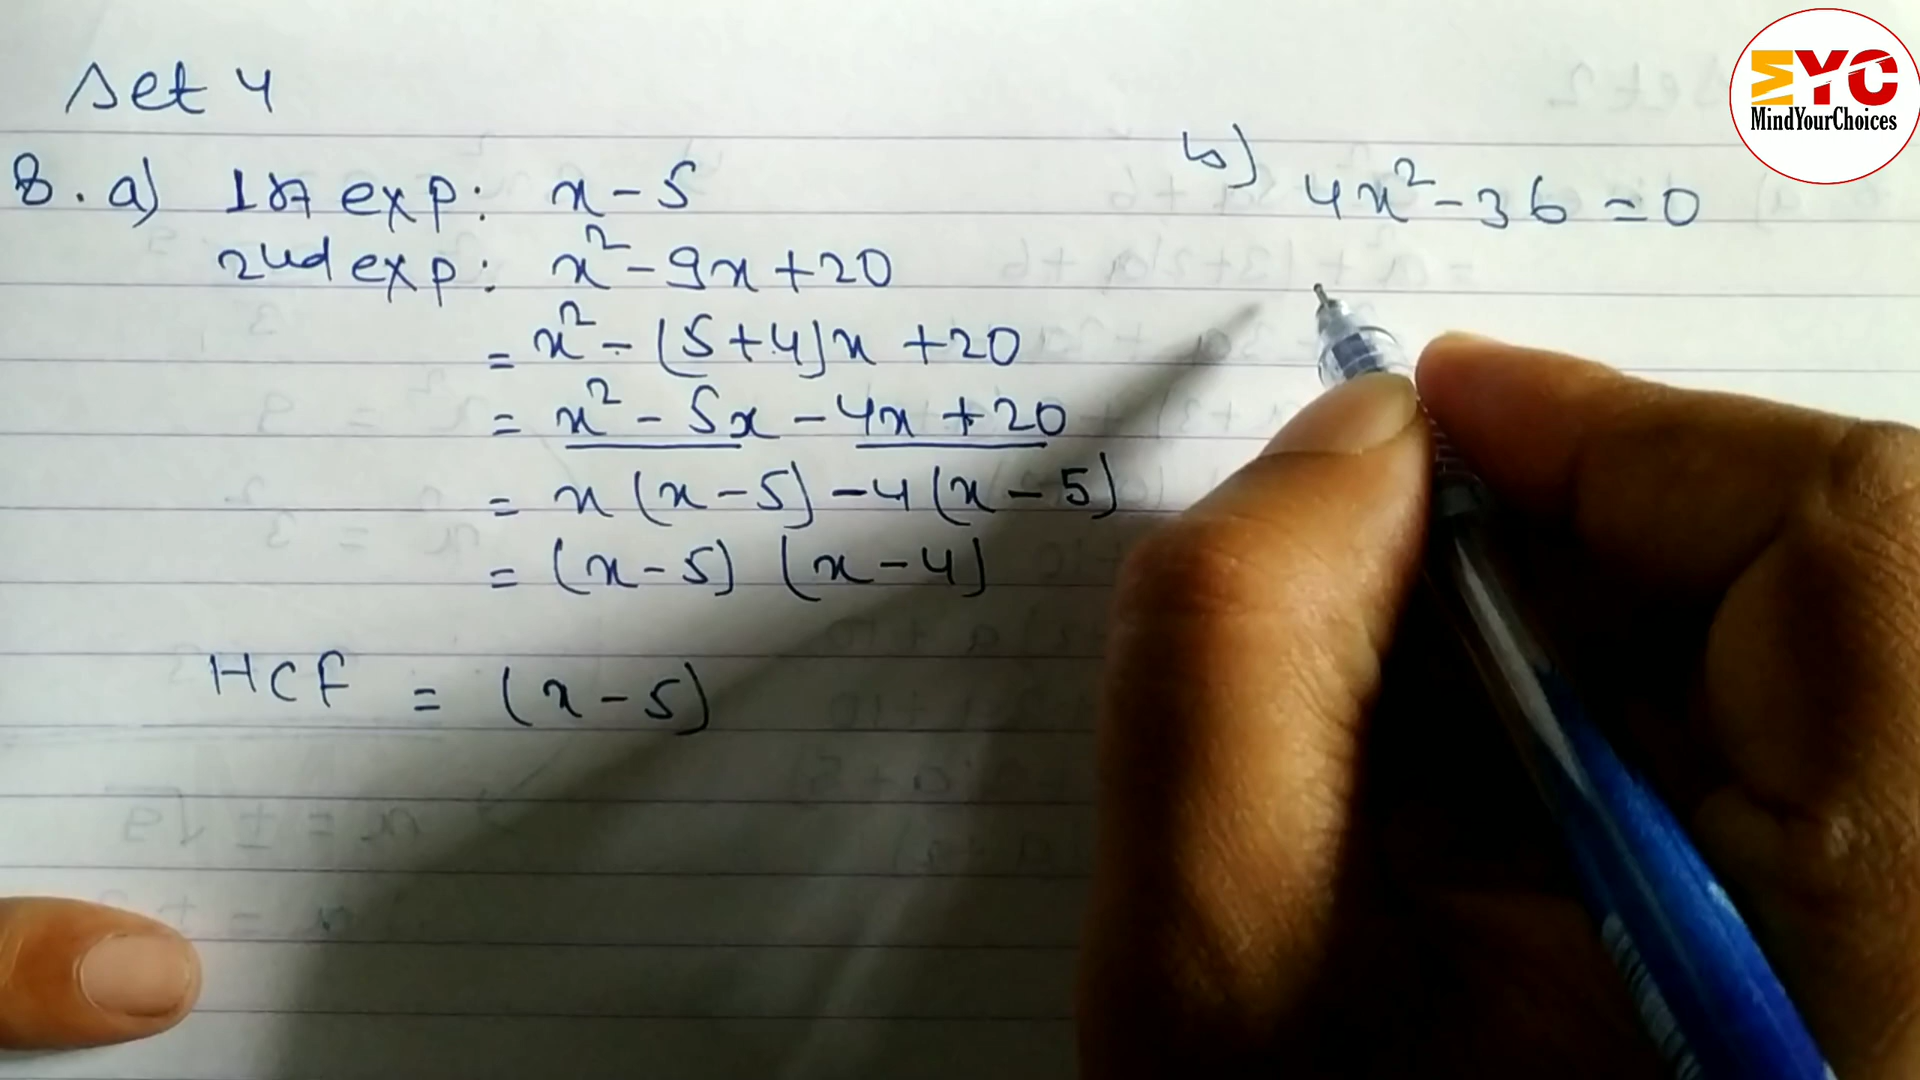 Set 4
8. a) 1st exp: x - 5
2nd exp: x² - 9x + 20
= x² - (5+4)x + 20
= x² - 5x - 4x + 20
= x (x - 5) - 4 (x - 5)
= (x - 5) (x - 4)
HCF = (x - 5)
b) 4x² - 36 = 0
MYC
MindYourChoices